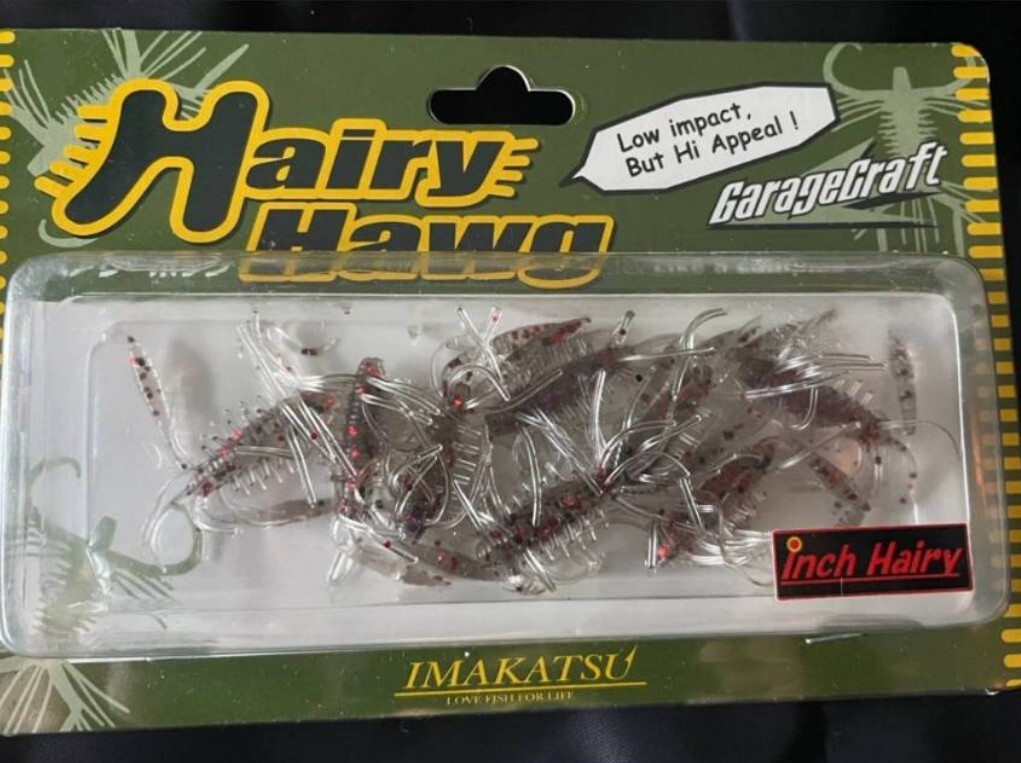 Hairy
Hawg
Low impact,
But Hi Appeal !
GarageCraft
inch Hairy
IMAKATSU
LOVE FISH FOR LIFE